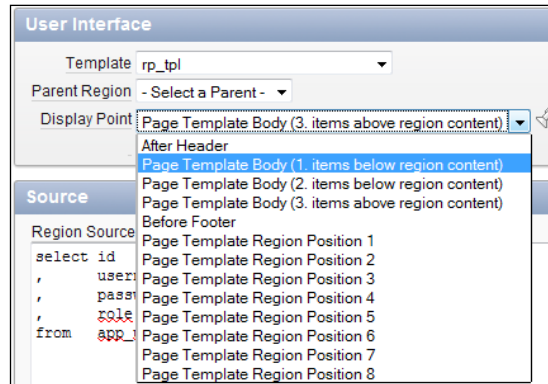 User Interface
Template rp_tpl
Parent Region - Select a Parent -
Display Point Page Template Body (3. items above region content)
After Header
Page Template Body (1. items below region content)
Page Template Body (2. items below region content)
Page Template Body (3. items above region content)
Before Footer
Page Template Region Position 1
Page Template Region Position 2
Page Template Region Position 3
Page Template Region Position 4
Page Template Region Position 5
Page Template Region Position 6
Page Template Region Position 7
Page Template Region Position 8
Source
Region Source
select id
,
,
, role
from